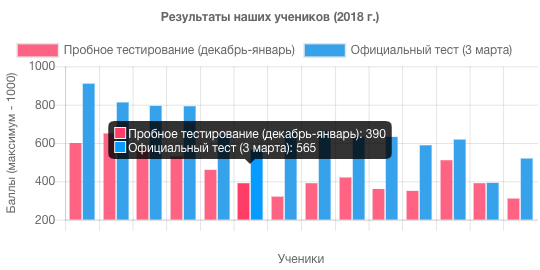 Результаты наших учеников (2018 г.)
Пробное тестирование (декабрь-январь) Официальный тест (3 марта)
Баллы (максимум - 1000)
1000
800
600
400
200
Пробное тестирование (декабрь-январь): 390
Официальный тест (3 марта): 565
Ученики